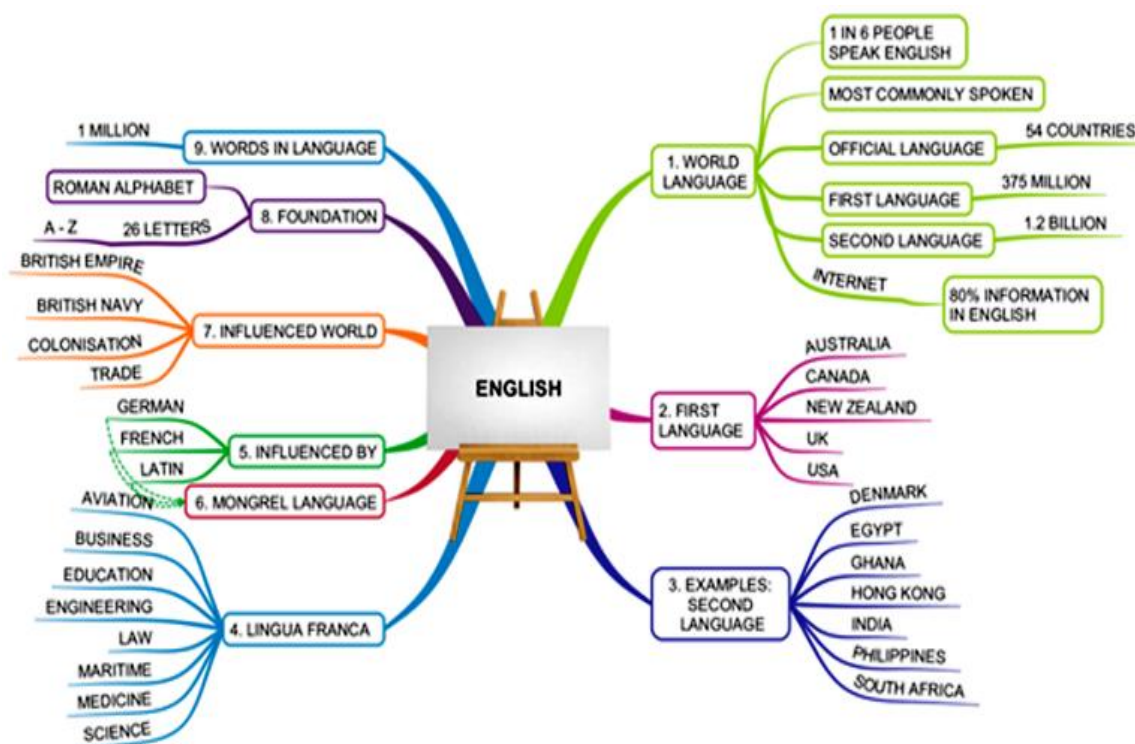 ENGLISH
1. WORLD
LANGUAGE
1 IN 6 PEOPLE
SPEAK ENGLISH
MOST COMMONLY SPOKEN
OFFICIAL LANGUAGE
54 COUNTRIES
FIRST LANGUAGE
375 MILLION
SECOND LANGUAGE
1.2 BILLION
INTERNET
80% INFORMATION
IN ENGLISH
2. FIRST
LANGUAGE
AUSTRALIA
CANADA
NEW ZEALAND
UK
USA
3. EXAMPLES:
SECOND
LANGUAGE
DENMARK
EGYPT
GHANA
HONG KONG
INDIA
PHILIPPINES
SOUTH AFRICA
4. LINGUA FRANCA
AVIATION
BUSINESS
EDUCATION
ENGINEERING
LAW
MARITIME
MEDICINE
SCIENCE
5. INFLUENCED BY
GERMAN
FRENCH
LATIN
6. MONGREL LANGUAGE
7. INFLUENCED WORLD
BRITISH EMPIRE
BRITISH NAVY
COLONISATION
TRADE
8. FOUNDATION
ROMAN ALPHABET
26 LETTERS
A - Z
9. WORDS IN LANGUAGE
1 MILLION